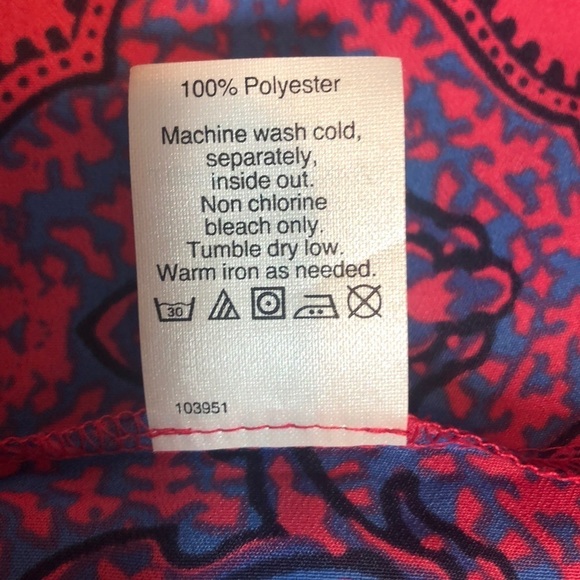 100% Polyester
Machine wash cold,
separately,
inside out.
Non chlorine
bleach only.
Tumble dry low.
Warm iron as needed.
30
103951